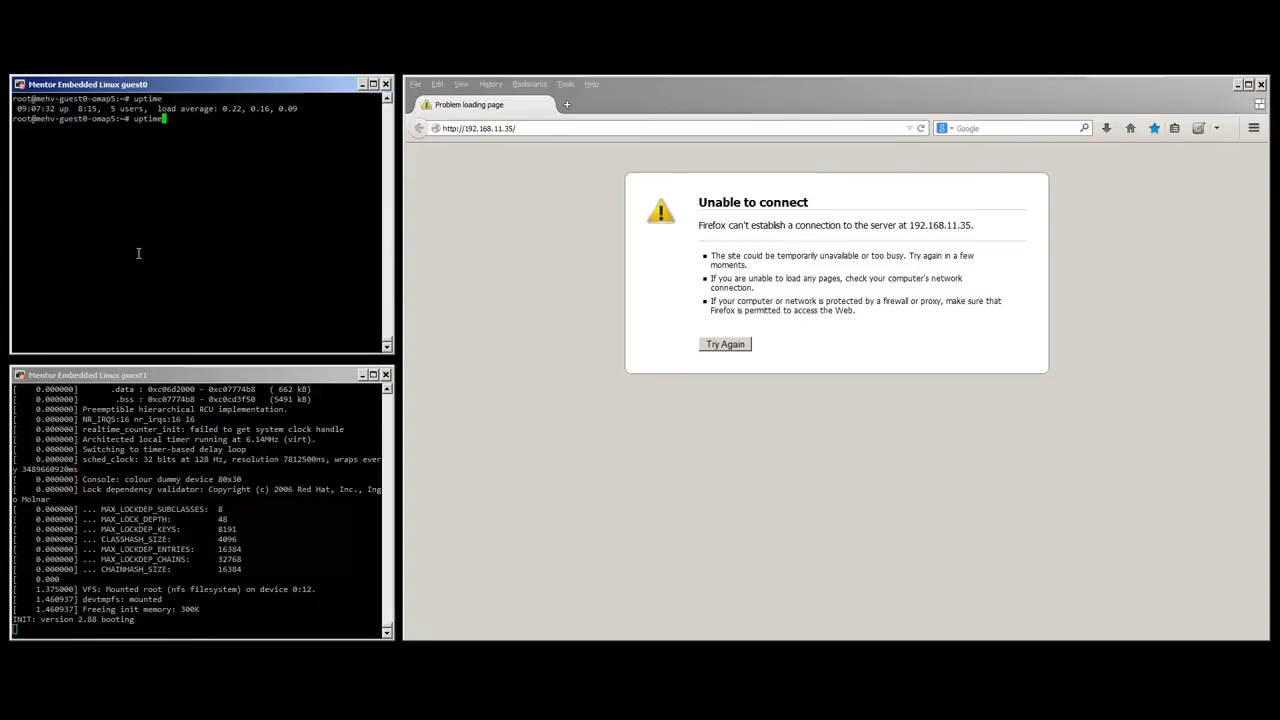 Mentor Embedded Linux guest0
root@mehv-guest0-omap5:~# uptime
09:07:32 up  8:15,  5 users,  load average: 0.22, 0.16, 0.09
root@mehv-guest0-omap5:~# uptime
Mentor Embedded Linux guest1
[    0.000000]       .data : 0xc06d2000 - 0xc07774b8   ( 662 kB)
[    0.000000]        .bss : 0xc07774b8 - 0xc0cd3f50   (5491 kB)
[    0.000000] Preemptible hierarchical RCU implementation.
[    0.000000] NR_IRQS:16 nr_irqs:16 16
[    0.000000] realtime_counter_init: failed to get system clock handle
[    0.000000] Architected local timer running at 6.14MHz (virt).
[    0.000000] Switching to timer-based delay loop
[    0.000000] sched_clock: 32 bits at 128 Hz, resolution 7812500ns, wraps ever
y 3489660920ms
[    0.000000] Console: colour dummy device 80x30
[    0.000000] Lock dependency validator: Copyright (c) 2006 Red Hat, Inc., Ing
o Molnar
[    0.000000] ... MAX_LOCKDEP_SUBCLASSES:  8
[    0.000000] ... MAX_LOCK_DEPTH:          48
[    0.000000] ... MAX_LOCKDEP_KEYS:        8191
[    0.000000] ... CLASSHASH_SIZE:          4096
[    0.000000] ... MAX_LOCKDEP_ENTRIES:     16384
[    0.000000] ... MAX_LOCKDEP_CHAINS:      32768
[    0.000000] ... CHAINHASH_SIZE:          16384
[    0.000
[    1.375000] VFS: Mounted root (nfs filesystem) on device 0:12.
[    1.460937] devtmpfs: mounted
[    1.460937] Freeing init memory: 300K
INIT: version 2.88 booting
File Edit View History Bookmarks Tools Help
Problem loading page
http://192.168.11.35/
Google
Unable to connect
Firefox can't establish a connection to the server at 192.168.11.35.
The site could be temporarily unavailable or too busy. Try again in a few
moments.
If you are unable to load any pages, check your computer's network
connection.
If your computer or network is protected by a firewall or proxy, make sure that
Firefox is permitted to access the Web.
Try Again